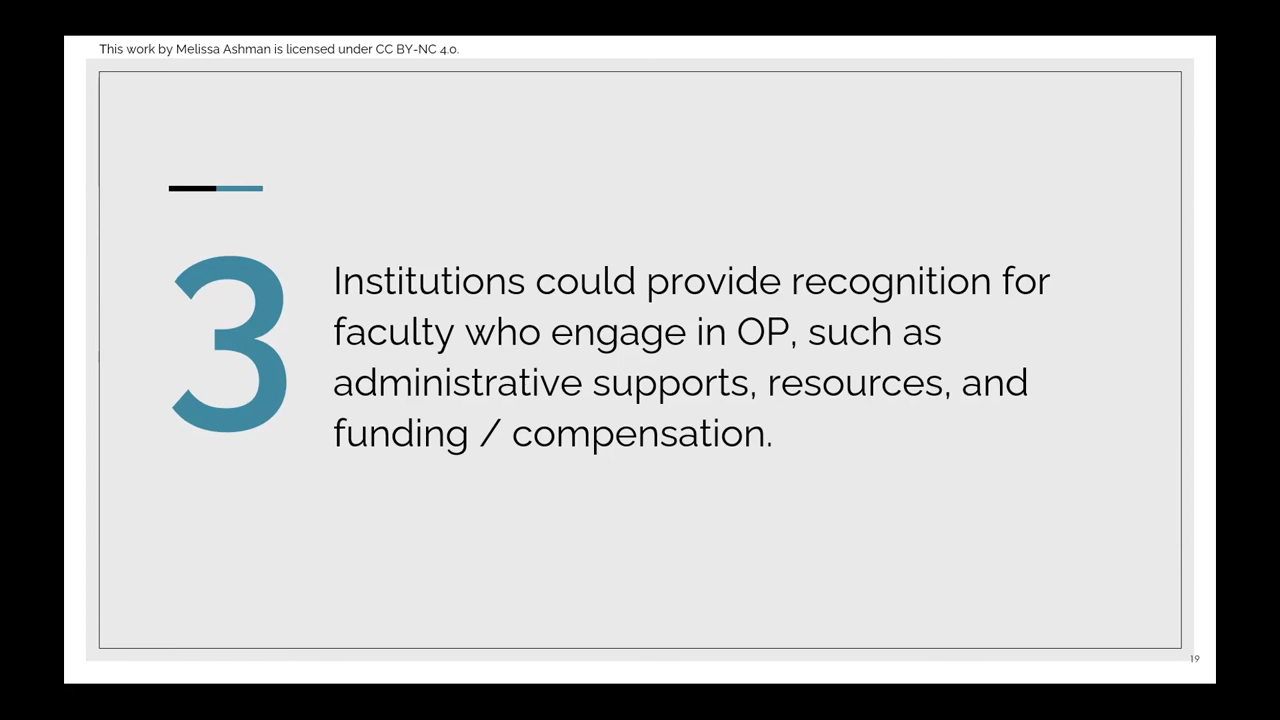 This work by Melissa Ashman is licensed under CC BY-NC 4.0.
3
Institutions could provide recognition for
faculty who engage in OP, such as
administrative supports, resources, and
funding / compensation.
19